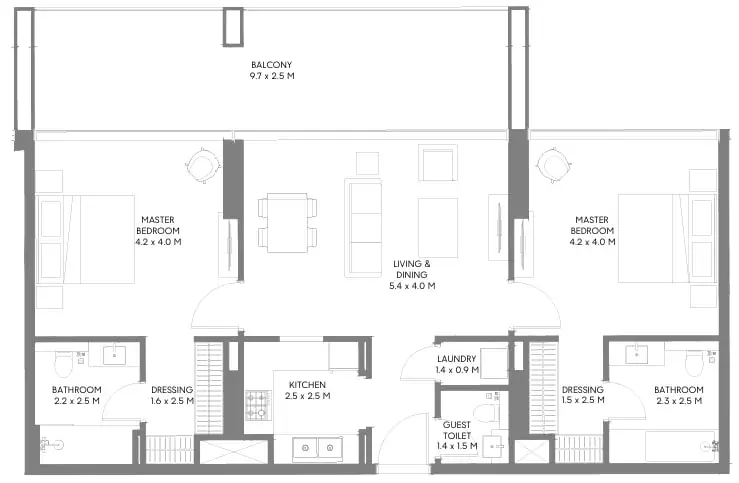 BALCONY
9.7 x 2.5 M
MASTER
BEDROOM
4.2 x 4.0 M
MASTER
BEDROOM
4.2 x 4.0 M
LIVING &
DINING
5.4 x 4.0 M
BATHROOM
2.2 x 2.5 M
DRESSING
1.6 x 2.5 M
KITCHEN
2.5 x 2.5 M
LAUNDRY
1.4 x 0.9 M
GUEST
TOILET
1.4 x 1.5 M
DRESSING
1.5 x 2.5 M
BATHROOM
2.3 x 2.5 M